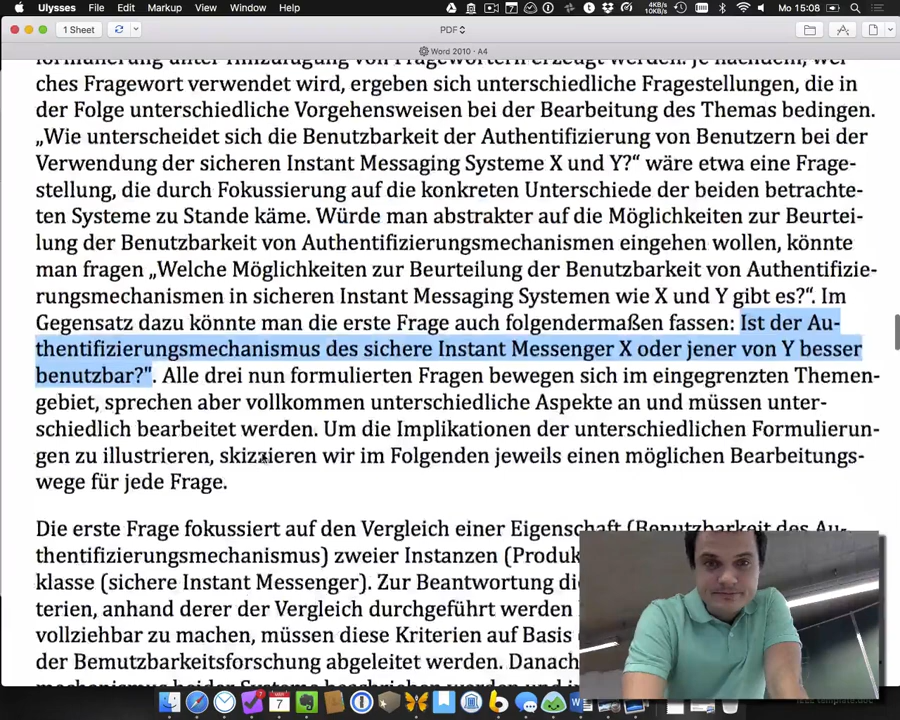 Ulysses File Edit Markup View Window Help 4KB/s 10KB/s Mo 15:08
1 Sheet PDF
Word 2010 - A4
ches Fragewort verwendet wird, ergeben sich unterschiedliche Fragestellungen, die in
der Folge unterschiedliche Vorgehensweisen bei der Bearbeitung des Themas bedingen.
„Wie unterscheidet sich die Benutzbarkeit der Authentifizierung von Benutzern bei der
Verwendung der sicheren Instant Messaging Systeme X und Y?“ wäre etwa eine Frage-
stellung, die durch Fokussierung auf die konkreten Unterschiede der beiden betrachte-
ten Systeme zu Stande käme. Würde man abstrakter auf die Möglichkeiten zur Beurtei-
lung der Benutzbarkeit von Authentifizierungsmechanismen eingehen wollen, könnte
man fragen „Welche Möglichkeiten zur Beurteilung der Benutzbarkeit von Authentifizie-
rungsmechanismen in sicheren Instant Messaging Systemen wie X und Y gibt es?“. Im
Gegensatz dazu könnte man die erste Frage auch folgendermaßen fassen: Ist der Au-
thentifizierungsmechanismus des sichere Instant Messenger X oder jener von Y besser
benutzbar?". Alle drei nun formulierten Fragen bewegen sich im eingegrenzten Themen-
gebiet, sprechen aber vollkommen unterschiedliche Aspekte an und müssen unter-
schiedlich bearbeitet werden. Um die Implikationen der unterschiedlichen Formulierun-
gen zu illustrieren, skizzieren wir im Folgenden jeweils einen möglichen Bearbeitungs-
wege für jede Frage.
Die erste Frage fokussiert auf den Vergleich einer Eigenschaft (Benutzbarkeit des Au-
thentifizierungsmechanismus) zweier Instanzen (Produk
klasse (sichere Instant Messenger). Zur Beantwortung die
terien, anhand derer der Vergleich durchgeführt werden
vollziehbar zu machen, müssen diese Kriterien auf Basis
der Bemutzbarkeitsforschung abgeleitet werden. Danach